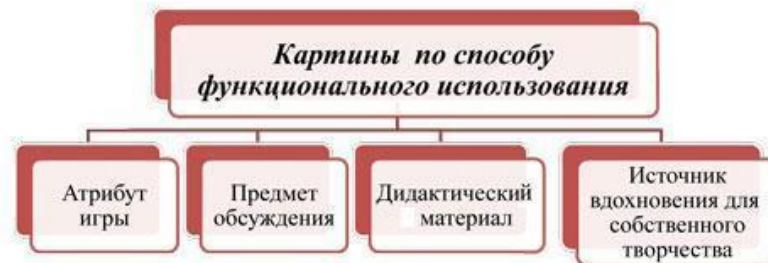 Картины по способу
функционального использования
Атрибут
игры
Предмет
обсуждения
Дидактический
материал
Источник
вдохновения для
собственного
творчества